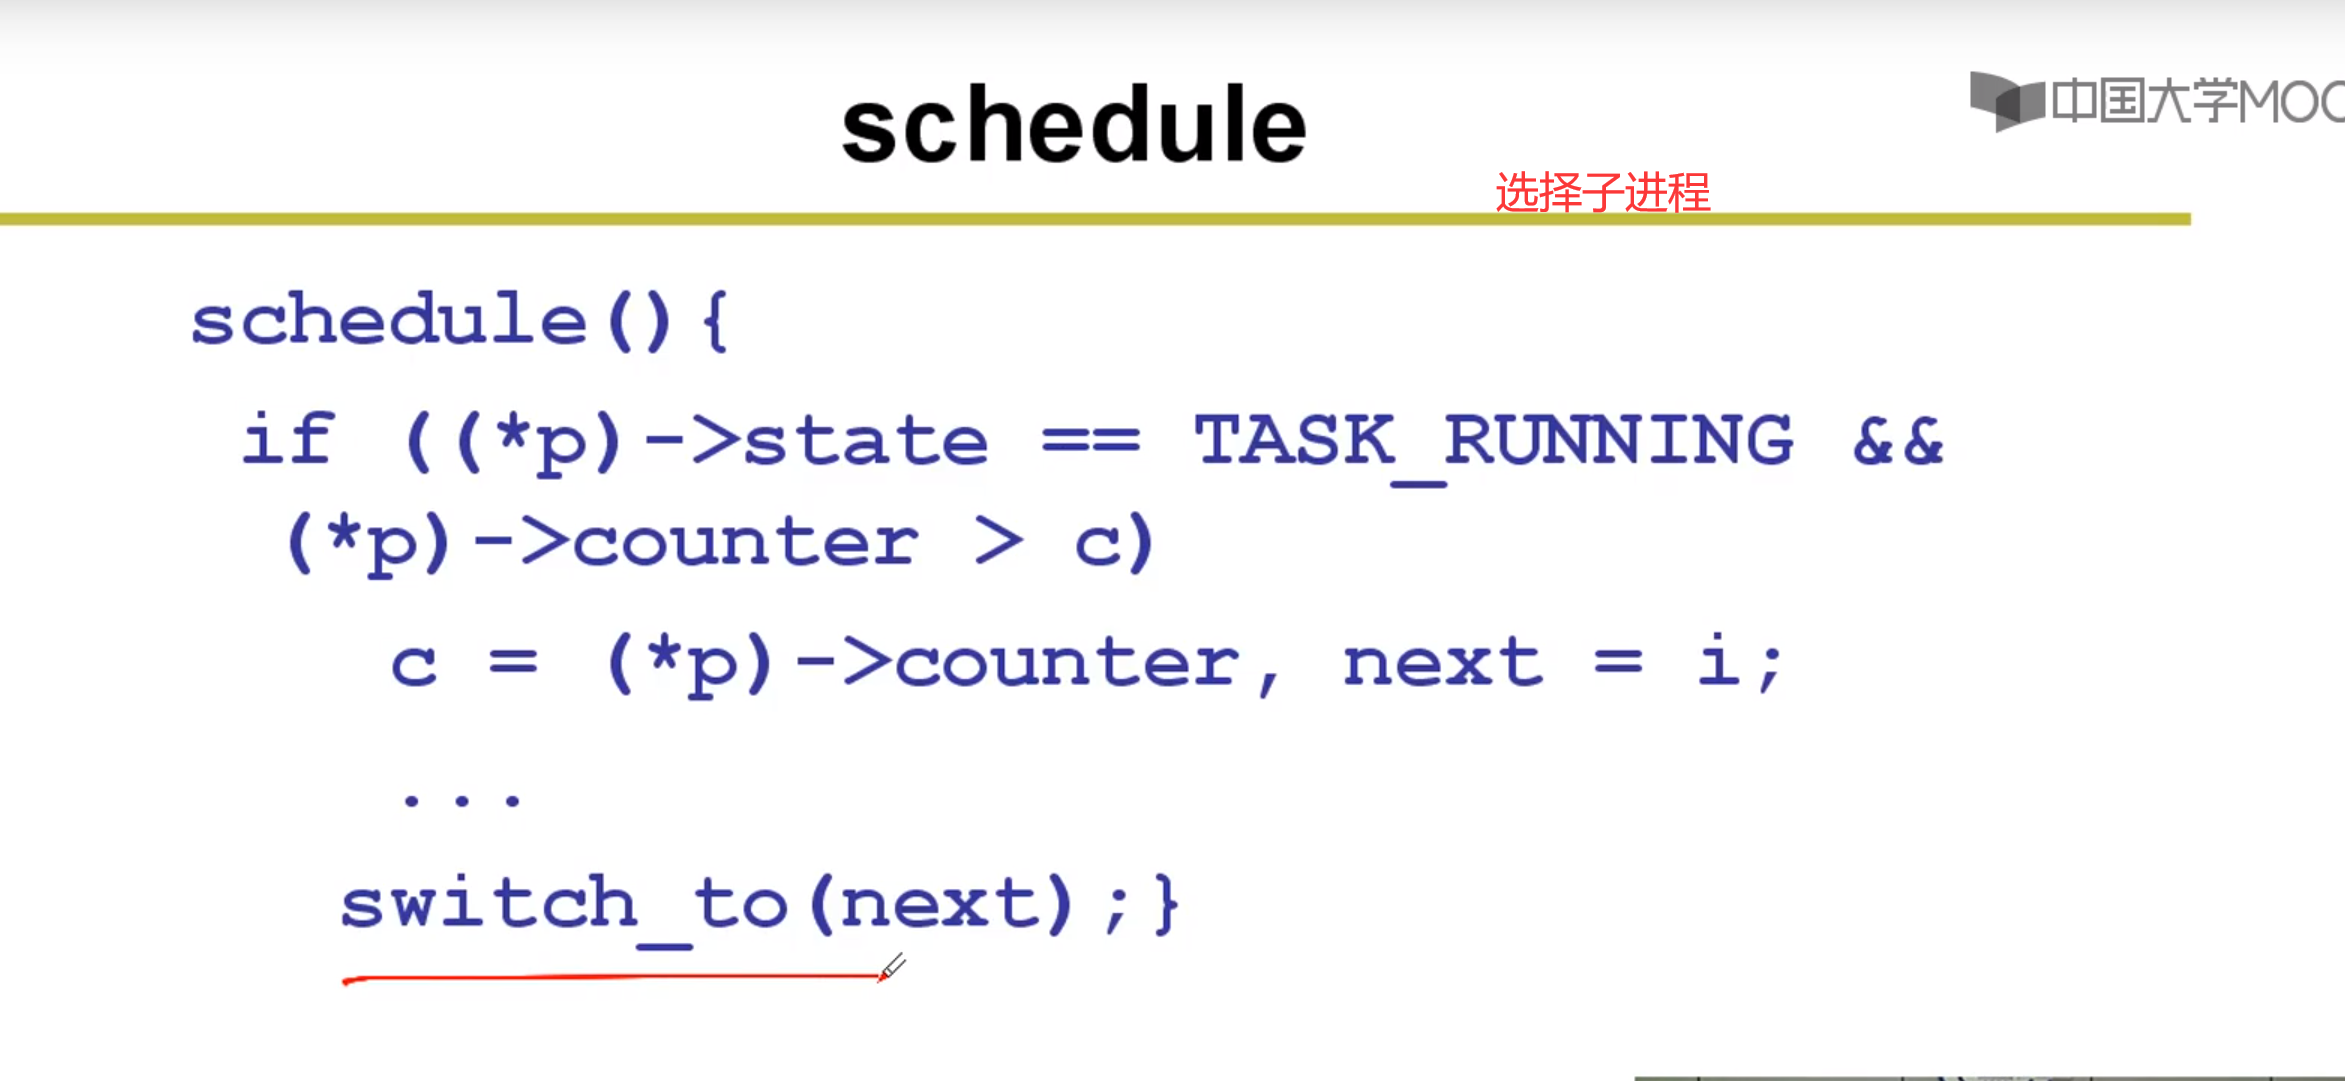 schedule
中国大学MOO
选择子进程
schedule(){
if ((*p)->state == TASK_RUNNING &&
(*p)->counter > c)
c = (*p)->counter, next = i;
...
switch_to(next);}